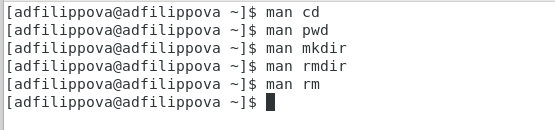 [adfilippova@adfilippova ~]$ man cd
[adfilippova@adfilippova ~]$ man pwd
[adfilippova@adfilippova ~]$ man mkdir
[adfilippova@adfilippova ~]$ man rmdir
[adfilippova@adfilippova ~]$ man rm
[adfilippova@adfilippova ~]$